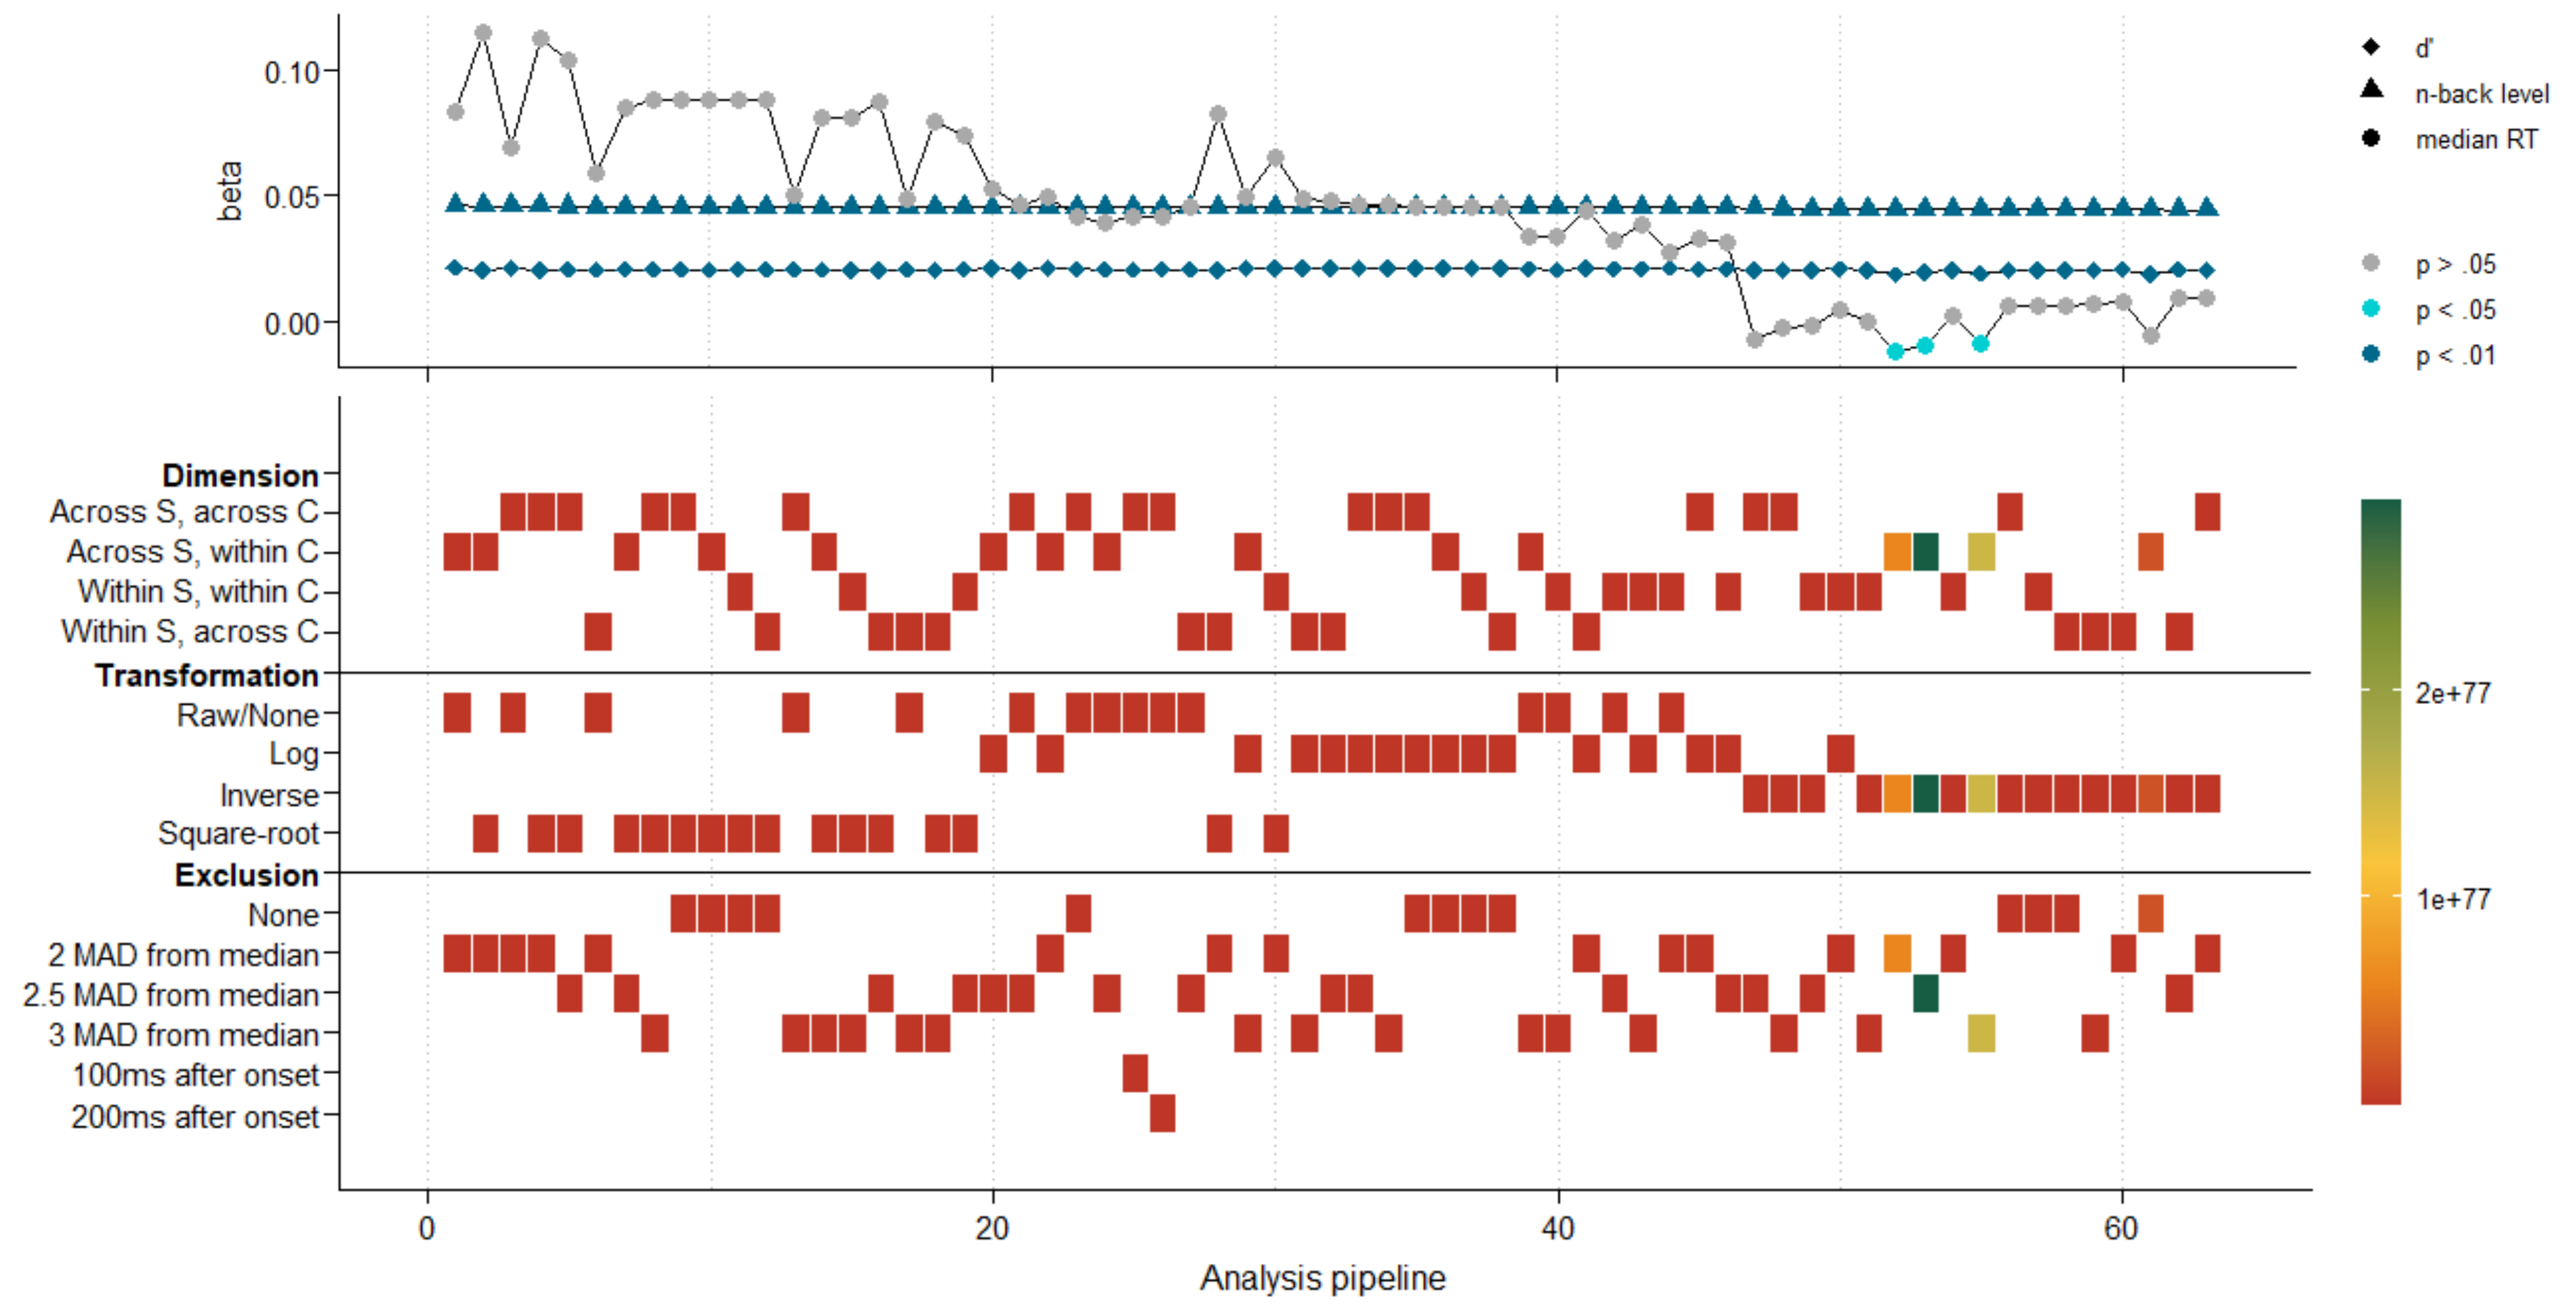 0.10
0.05
0.00
beta
d'
n-back level
median RT
p > .05
p < .05
p < .01
Dimension
Across S, across C
Across S, within C
Within S, within C
Within S, across C
Transformation
Raw/None
Log
Inverse
Square-root
Exclusion
None
2 MAD from median
2.5 MAD from median
3 MAD from median
100ms after onset
200ms after onset
2e+77
1e+77
0
20
40
60
Analysis pipeline